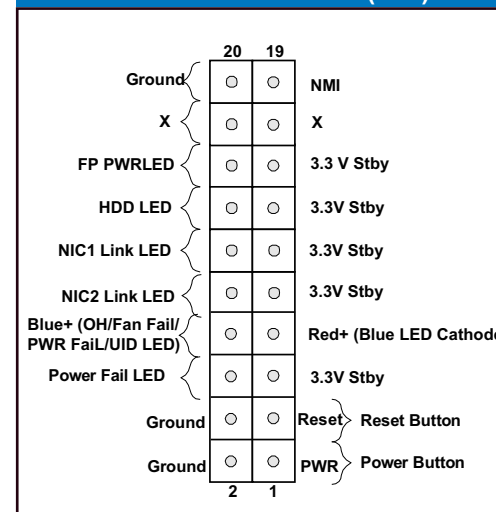 20 19
Ground NMI
X X
FP PWRLED 3.3 V Stby
HDD LED 3.3V Stby
NIC1 Link LED 3.3V Stby
NIC2 Link LED 3.3V Stby
Blue+ (OH/Fan Fail/
PWR FaiL/UID LED) Red+ (Blue LED Cathode
Power Fail LED 3.3V Stby
Ground Reset Reset Button
Ground PWR Power Button
2 1